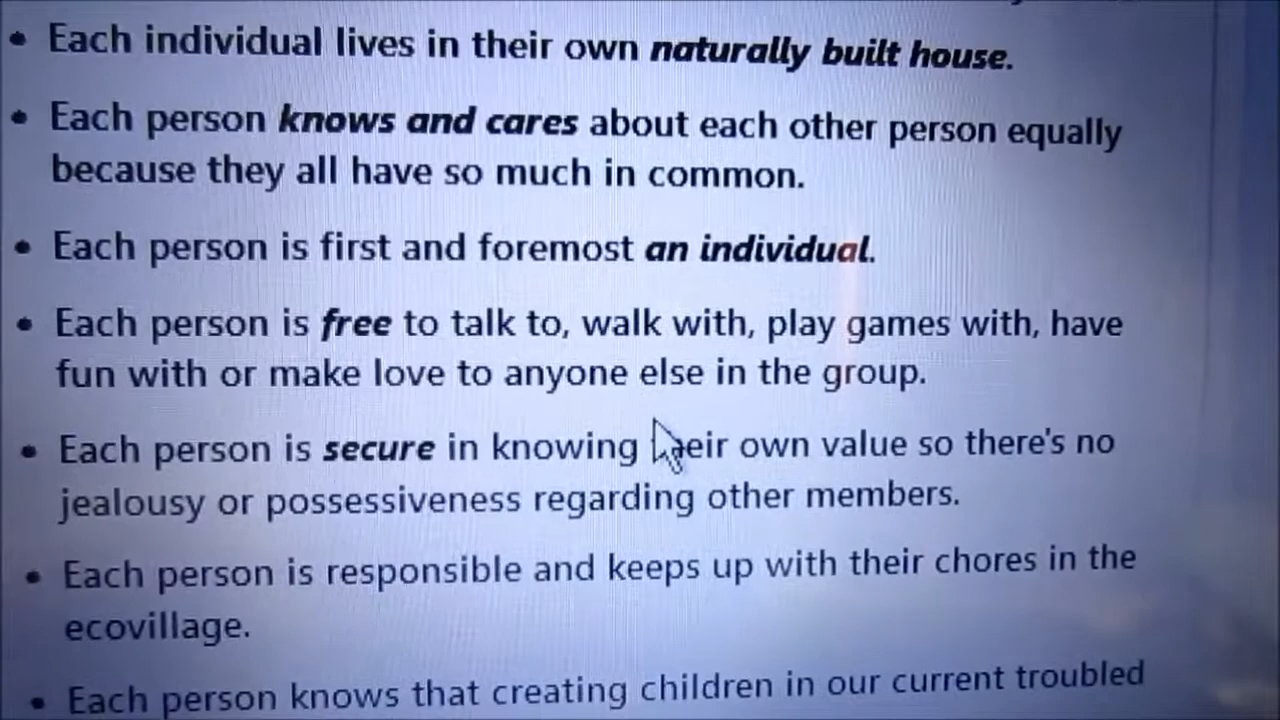 • Each individual lives in their own naturally built house.
• Each person knows and cares about each other person equally
because they all have so much in common.
• Each person is first and foremost an individual.
• Each person is free to talk to, walk with, play games with, have
fun with or make love to anyone else in the group.
• Each person is secure in knowing their own value so there's no
jealousy or possessiveness regarding other members.
• Each person is responsible and keeps up with their chores in the
ecovillage.
• Each person knows that creating children in our current troubled